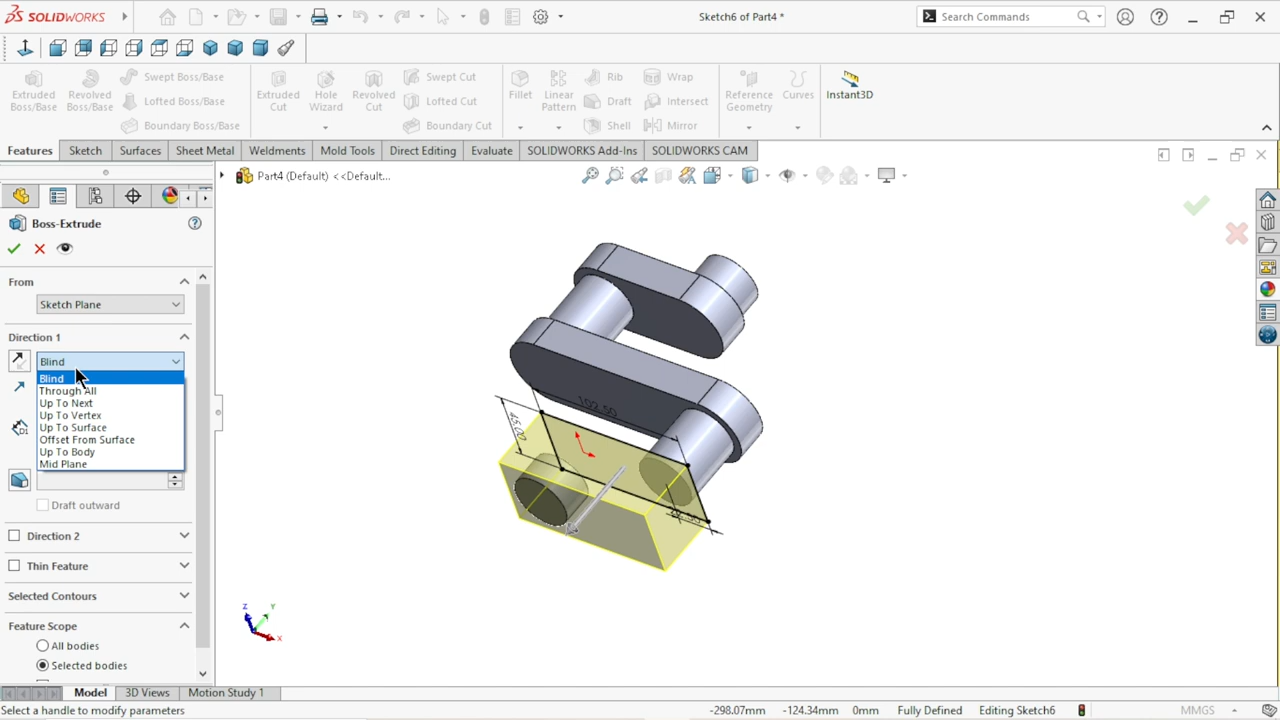 SOLIDWORKS
Sketch6 of Part4 *
Search Commands
Extruded Boss/Base
Revolved Boss/Base
Swept Boss/Base
Lofted Boss/Base
Boundary Boss/Base
Extruded Cut
Hole Wizard
Revolved Cut
Swept Cut
Lofted Cut
Boundary Cut
Fillet
Linear Pattern
Rib
Draft
Shell
Wrap
Intersect
Mirror
Reference Geometry
Curves
Instant3D
Features
Sketch
Surfaces
Sheet Metal
Weldments
Mold Tools
Direct Editing
Evaluate
SOLIDWORKS Add-Ins
SOLIDWORKS CAM
Part4 (Default) <<Default...
Boss-Extrude
From
Sketch Plane
Direction 1
Blind
Blind
Through All
Up To Next
Up To Vertex
Up To Surface
Offset From Surface
Up To Body
Mid Plane
Draft outward
Direction 2
Thin Feature
Selected Contours
Feature Scope
All bodies
Selected bodies
102.50
45.00
Z
Y
X
Model
3D Views
Motion Study 1
Select a handle to modify parameters
-298.07mm
-124.34mm
0mm
Fully Defined
Editing Sketch6
MMGS